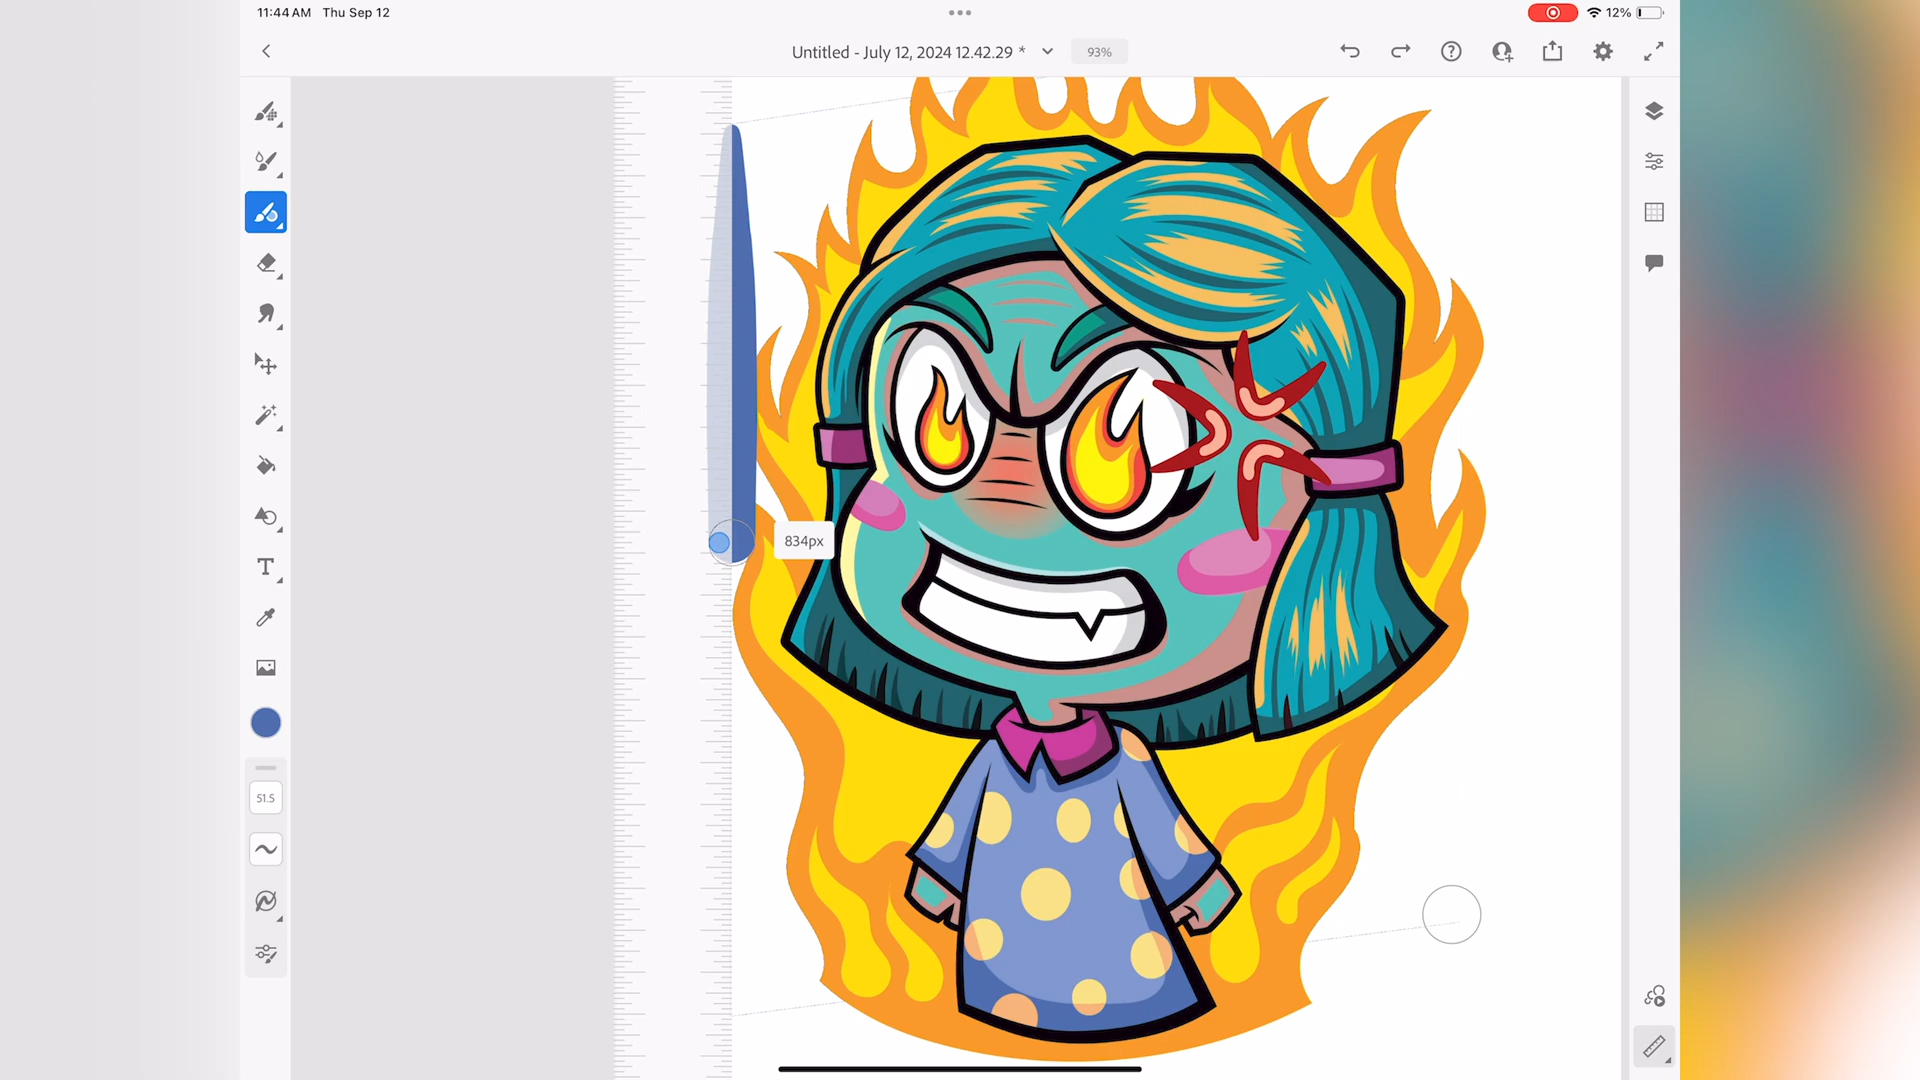 11:44 AM Thu Sep 12
12%
Untitled - July 12, 2024 12.42.29 *
93%
834px
T
51.5